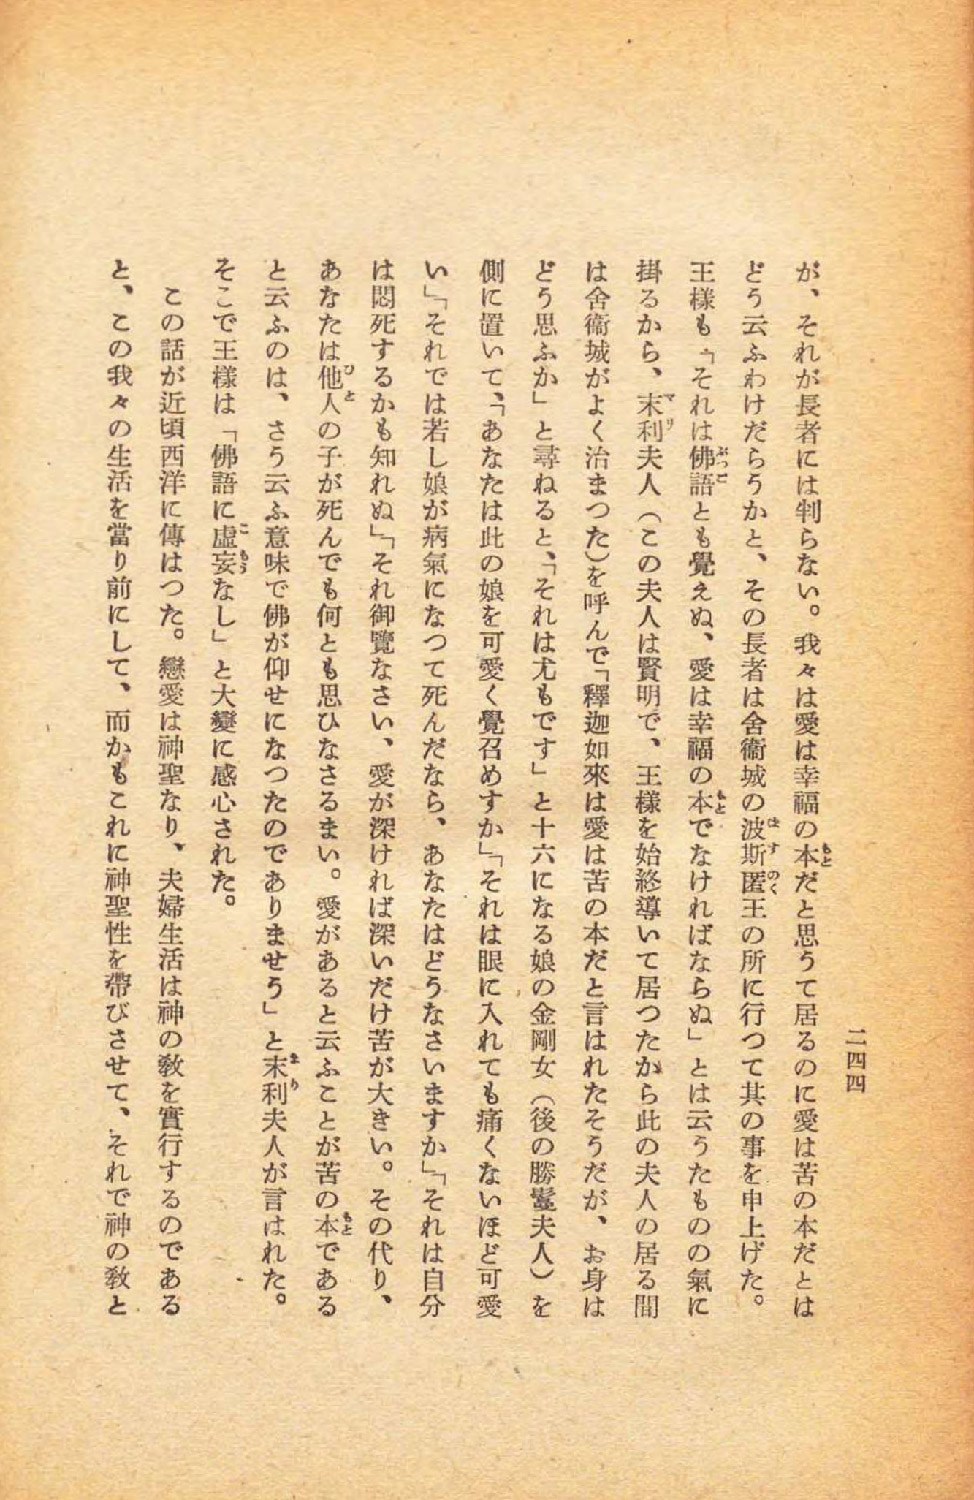 二四四
が、それが長者には判らない。我々は愛は幸福の本だと思うて居るのに愛は苦の本だとは
どう云ふわけだらうかと、その長者は舍衞城の波斯匿王の所に行つて其の事を申上げた。
王樣も「それは佛語とも覺えぬ、愛は幸福の本でなければならぬ」とは云うたものの氣に
掛るから、末利夫人（この夫人は賢明で、王樣を始終導いて居つたから此の夫人の居る間
は舍衞城がよく治まつた）を呼んで「釋迦如來は愛は苦の本だと言はれたそうだが、お身は
どう思ふか」と尋ねると、「それは尤もです」と十六になる娘の金剛女（後の勝鬘夫人）を
側に置いて、「あなたは此の娘を可愛く覺召めすか」「それは眼に入れても痛くないほど可愛
い」「それでは若し娘が病氣になつて死んだなら、あなたはどうなさいますか」「それは自分
は悶死するかも知れぬ」「それ御覽なさい、愛が深ければ深いだけ苦が大きい。その代り、
あなたは他人の子が死んでも何とも思ひなさるまい。愛があると云ふことが苦の本である
と云ふのは、さう云ふ意味で佛が仰せになつたのでありませう」と末利夫人が言はれた。
そこで王樣は「佛語に虛妄なし」と大變に感心された。
この話が近頃西洋に傳はつた。戀愛は神聖なり、夫婦生活は神の敎を實行するのである
と、この我々の生活を當り前にして、而かもこれに神聖性を帶びさせて、それで神の敎と